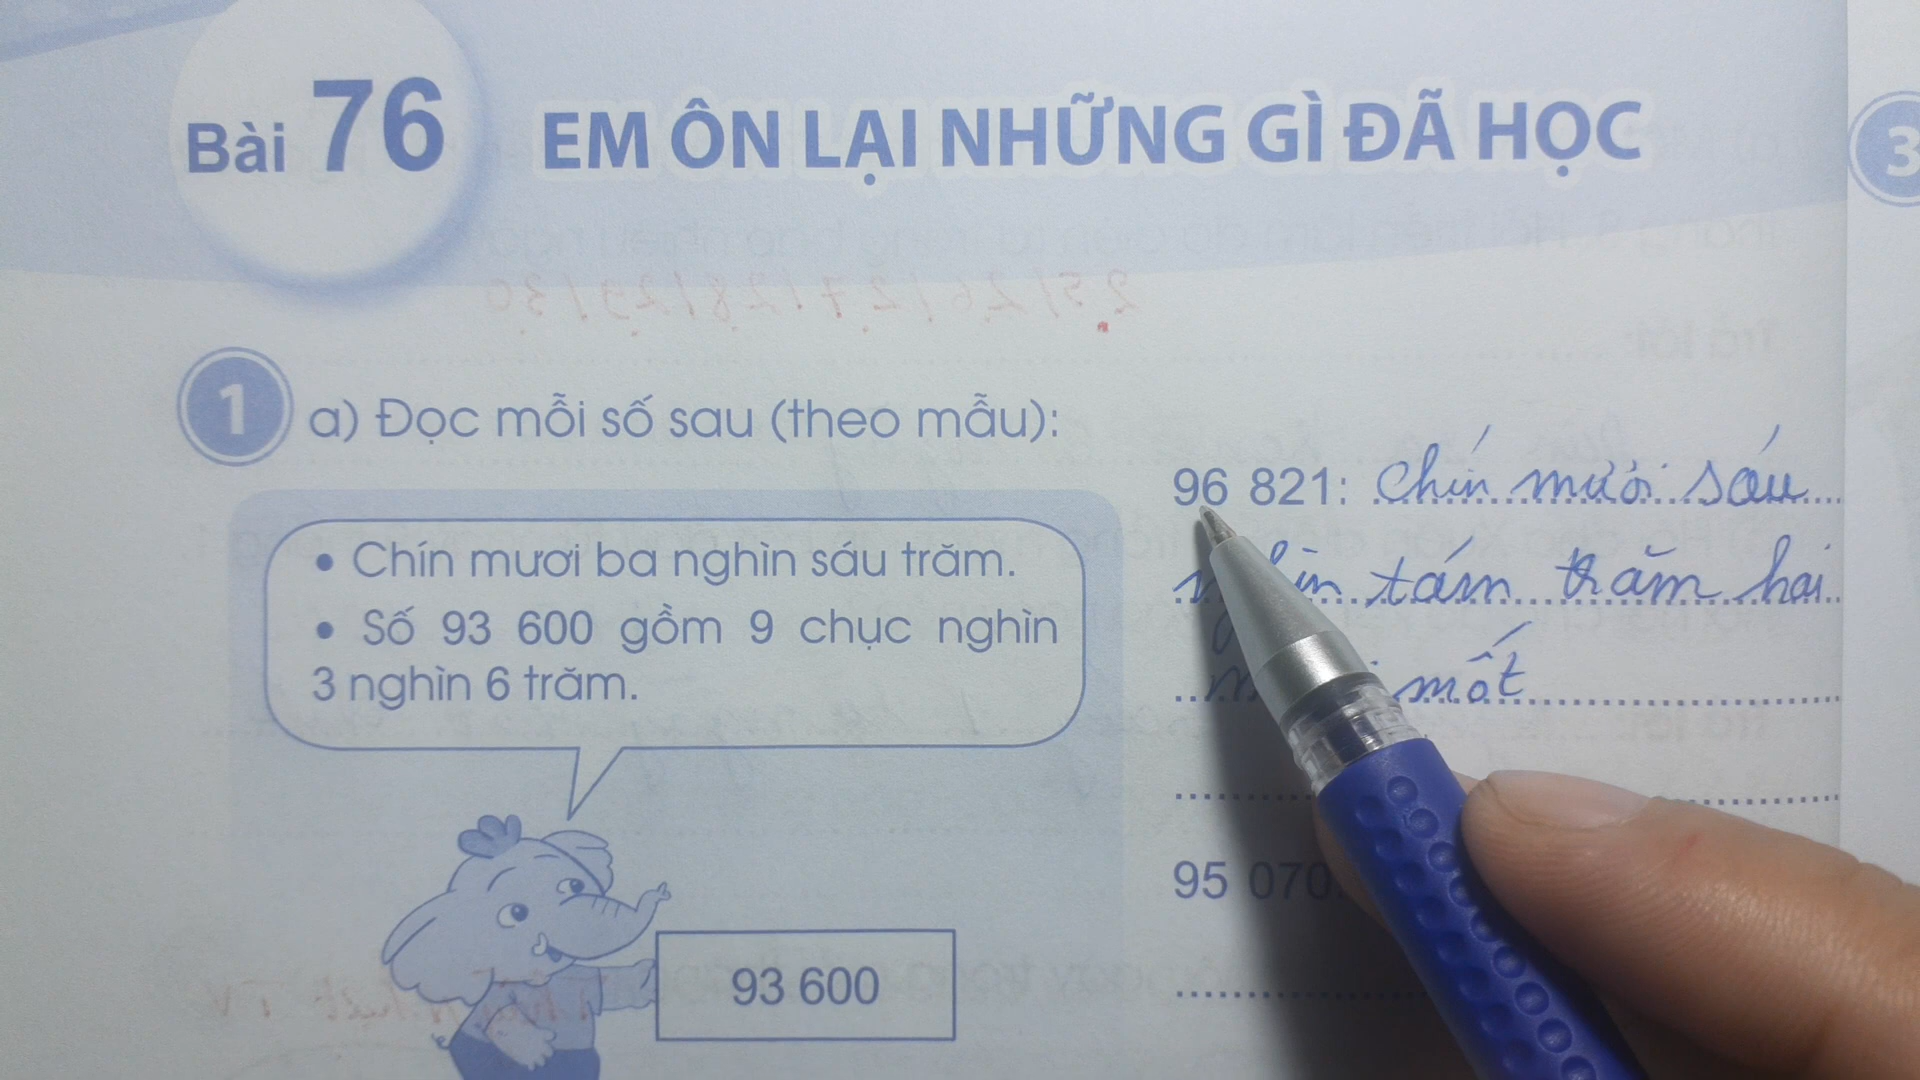 Bài 76 EM ÔN LẠI NHỮNG GÌ ĐÃ HỌC
3
1 a) Đọc mỗi số sau (theo mẫu):
• Chín mươi ba nghìn sáu trăm.
• Số 93 600 gồm 9 chục nghìn
3 nghìn 6 trăm.
93 600
96 821: Chín mươi sáu
nghìn tám trăm hai
mốt
95 070